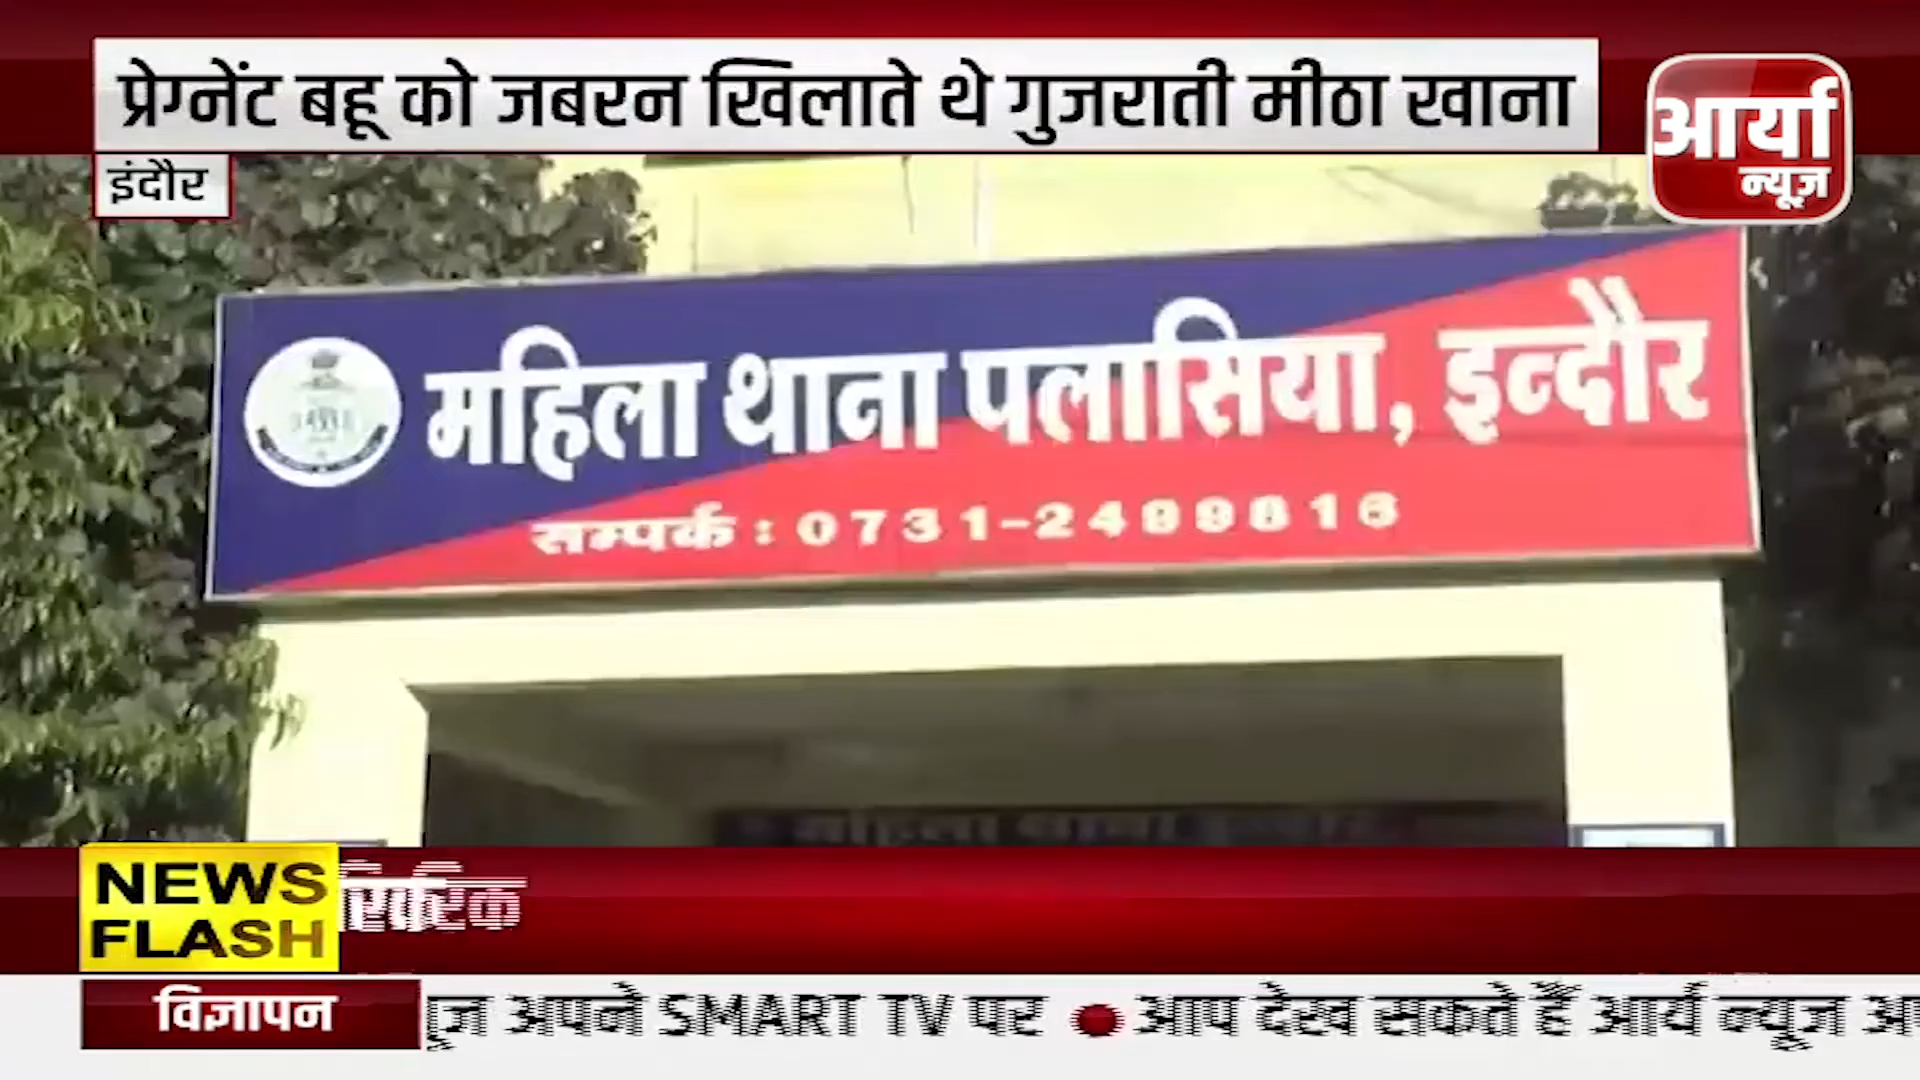 प्रेग्नेंट बहू को जबरन खिलाते थे गुजराती मीठा खाना
आर्या
न्यूज़
इंदौर
महिला थाना पलासिया, इन्दौर
सम्पर्क : 0731-2499816
NEWS
FLASH
विज्ञापन
अपने SMART TV पर ● आप देख सकते हैं आर्य न्यूज